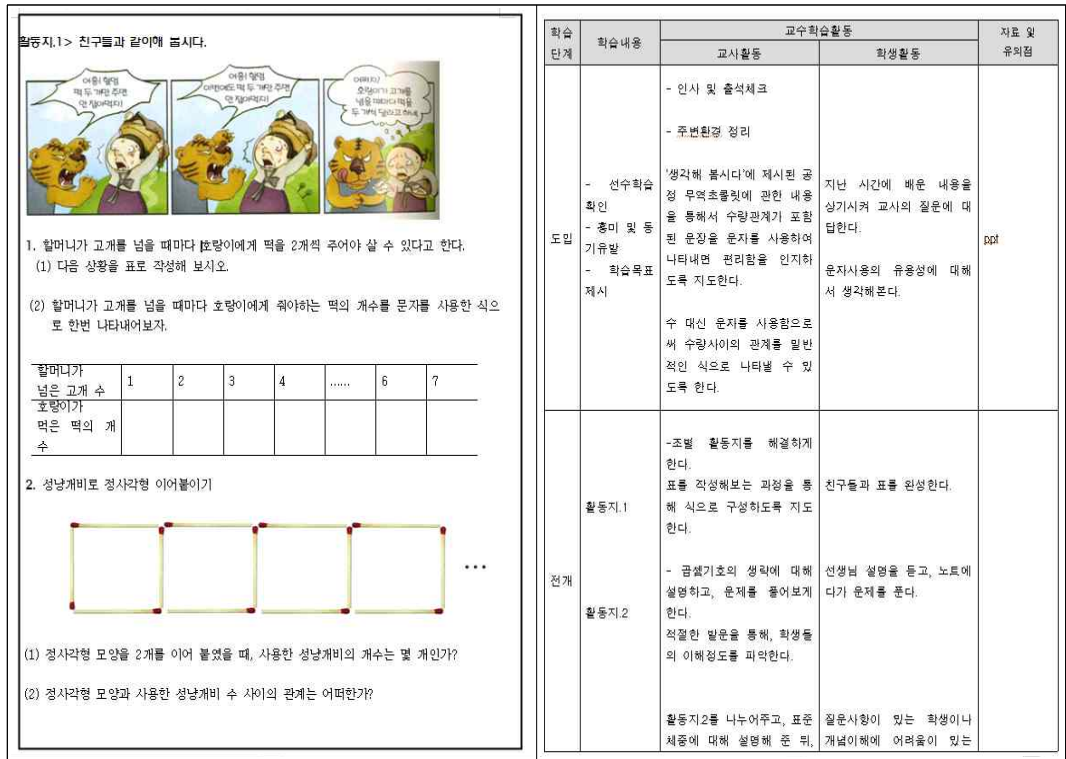 활동지.1> 친구들과 같이해 봅시다.
어흥! 할멈
떡 두 개만 주면
안 잡아먹지!
어흥! 할멈
이번에도 떡 두 개만 주면
안 잡아먹지!
어쩌지?
호랑이가 고개를
넘을 때마다 떡을
두 개씩 달라고 하네
1. 할머니가 고개를 넘을 때마다 호랑이에게 떡을 2개씩 주어야 살 수 있다고 한다.
(1) 다음 상황을 표로 작성해 보시오.
(2) 할머니가 고개를 넘을 때마다 호랑이에게 줘야하는 떡의 개수를 문자를 사용한 식으
로 한번 나타내어보자.
할머니가
넘은 고개 수
1 2 3 4 …… 6 7
호랑이가
먹은 떡의 개
수
2. 성냥개비로 정사각형 이어붙이기
...
(1) 정사각형 모양을 2개를 이어 붙였을 때, 사용한 성냥개비의 개수는 몇 개인가?
(2) 정사각형 모양과 사용한 성냥개비 수 사이의 관계는 어떠한가?
학습
단계
학습내용
교수학습활동
교사활동
학생활동
자료 및
유의점
도입
- 선수학습
확인
- 흥미 및 동
기유발
- 학습목표
제시
- 인사 및 출석체크
- 주변환경 정리
'생각해 봅시다'에 제시된 공
정 무역초콜릿에 관한 내용
을 통해서 수량관계가 포함
된 문장을 문자를 사용하여
나타내면 편리함을 인지하
도록 지도한다.
수 대신 문자를 사용함으로
써 수량사이의 관계를 일반
적인 식으로 나타낼 수 있
도록 한다.
지난 시간에 배운 내용을
상기시켜 교사의 질문에 대
답한다.
문자사용의 유용성에 대해
서 생각해본다.
ppt
전개
활동지.1
활동지.2
-조별 활동지를 해결하게
한다.
표를 작성해보는 과정을 통
해 식으로 구성하도록 지도
한다.
- 곱셈기호의 생략에 대해
설명하고, 문제를 풀어보게
한다.
적절한 발문을 통해, 학생들
의 이해정도를 파악한다.
활동지.2를 나누어주고, 표준
체중에 대해 설명해 준 뒤,
친구들과 표를 완성한다.
선생님 설명을 듣고, 노트에
다가 문제를 푼다.
질문사항이 있는 학생이나
개념이해에 어려움이 있는